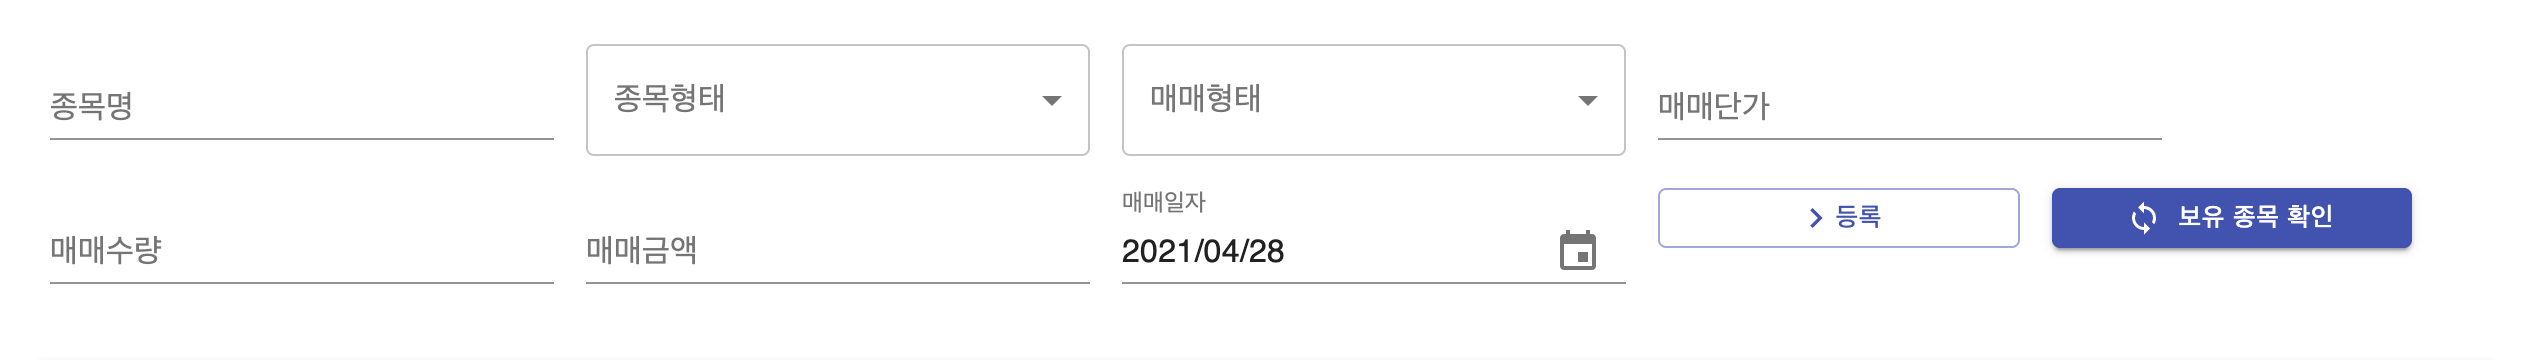 종목명
종목형태
매매형태
매매단가
매매수량
매매금액
매매일자
2021/04/28
등록
보유 종목 확인